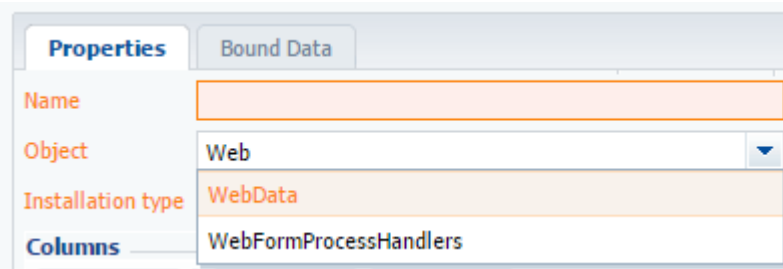 Properties Bound Data
Name
Object Web
Installation type WebData
Columns WebFormProcessHandlers